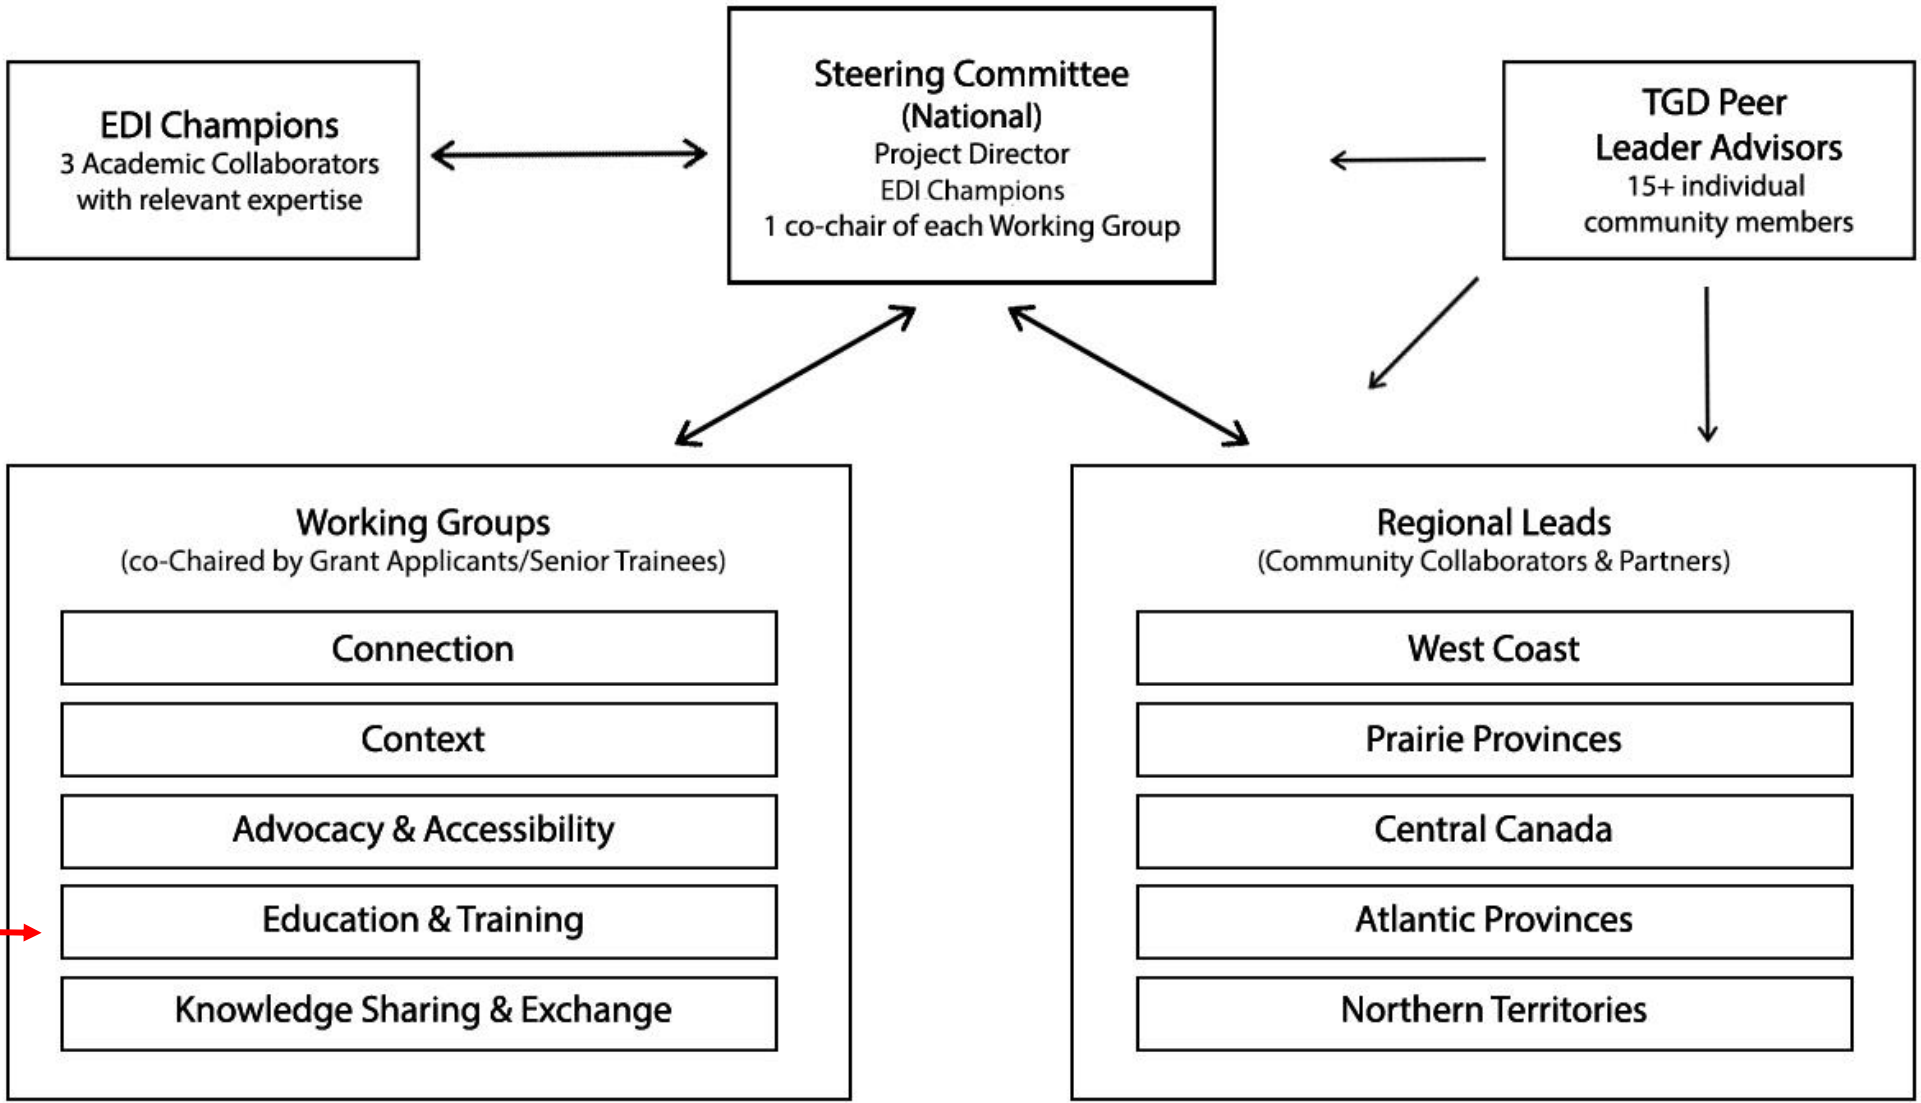 EDI Champions
3 Academic Collaborators
with relevant expertise
Steering Committee
(National)
Project Director
EDI Champions
1 co-chair of each Working Group
TGD Peer
Leader Advisors
15+ individual
community members
Working Groups
(co-Chaired by Grant Applicants/Senior Trainees)
Connection
Context
Advocacy & Accessibility
Education & Training
Knowledge Sharing & Exchange
Regional Leads
(Community Collaborators & Partners)
West Coast
Prairie Provinces
Central Canada
Atlantic Provinces
Northern Territories